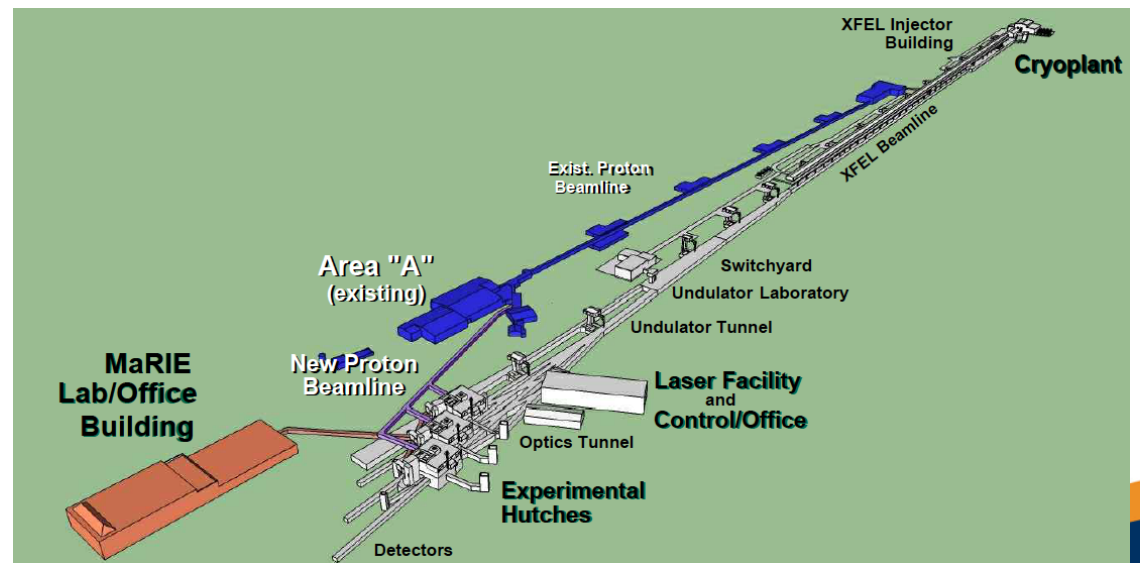 XFEL Injector
Building
Cryoplant
XFEL Beamline
Exist. Proton
Beamline
Area "A"
(existing)
Switchyard
Undulator Laboratory
Undulator Tunnel
New Proton
Beamline
MaRIE
Lab/Office
Building
Laser Facility
and
Control/Office
Optics Tunnel
Experimental
Hutches
Detectors